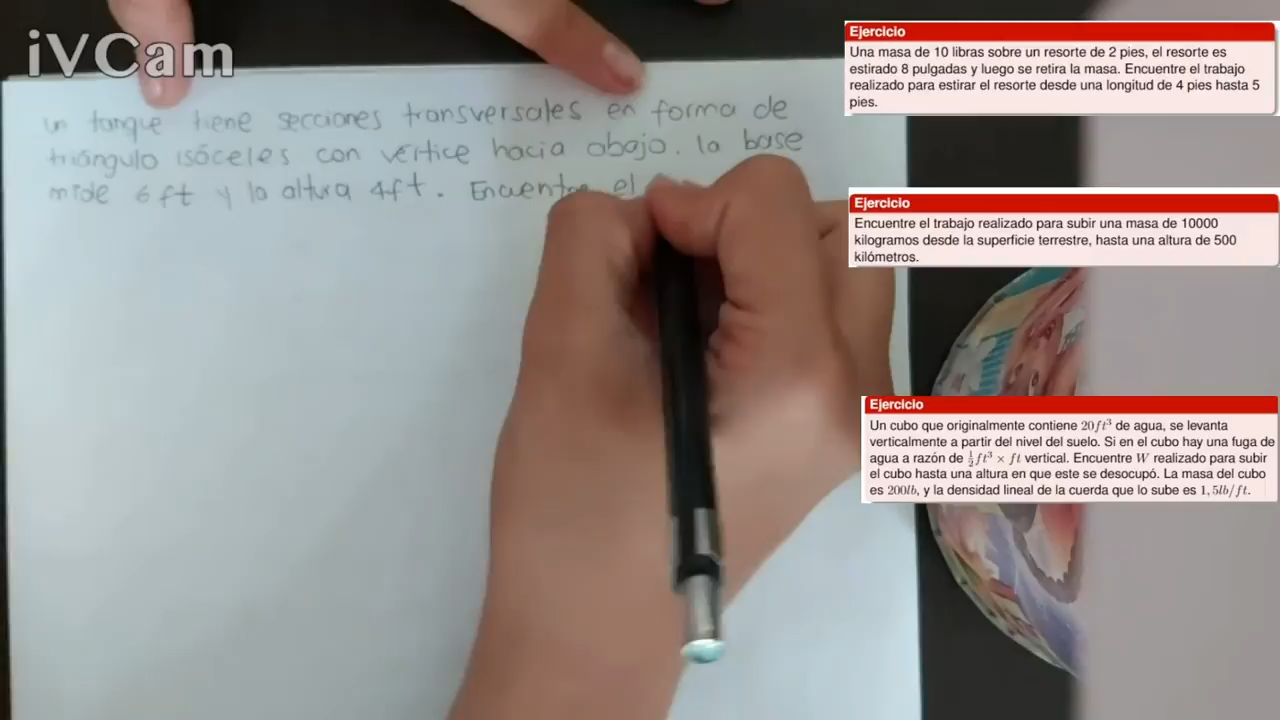 iVCam
un tanque tiene secciones transversales en forma de
triángulo isóceles con vértice hacia abajo. la base
mide 6 ft y la altura 4ft. Encuentre el
Ejercicio
Una masa de 10 libras sobre un resorte de 2 pies, el resorte es
estirado 8 pulgadas y luego se retira la masa. Encuentre el trabajo
realizado para estirar el resorte desde una longitud de 4 pies hasta 5
pies.
Ejercicio
Encuentre el trabajo realizado para subir una masa de 10000
kilogramos desde la superficie terrestre, hasta una altura de 500
kilómetros.
Ejercicio
Un cubo que originalmente contiene 20ft³ de agua, se levanta
verticalmente a partir del nivel del suelo. Si en el cubo hay una fuga de
agua a razón de ½ft³ × ft vertical. Encuentre W realizado para subir
el cubo hasta una altura en que este se desocupó. La masa del cubo
es 200lb, y la densidad lineal de la cuerda que lo sube es 1,5lb/ft.